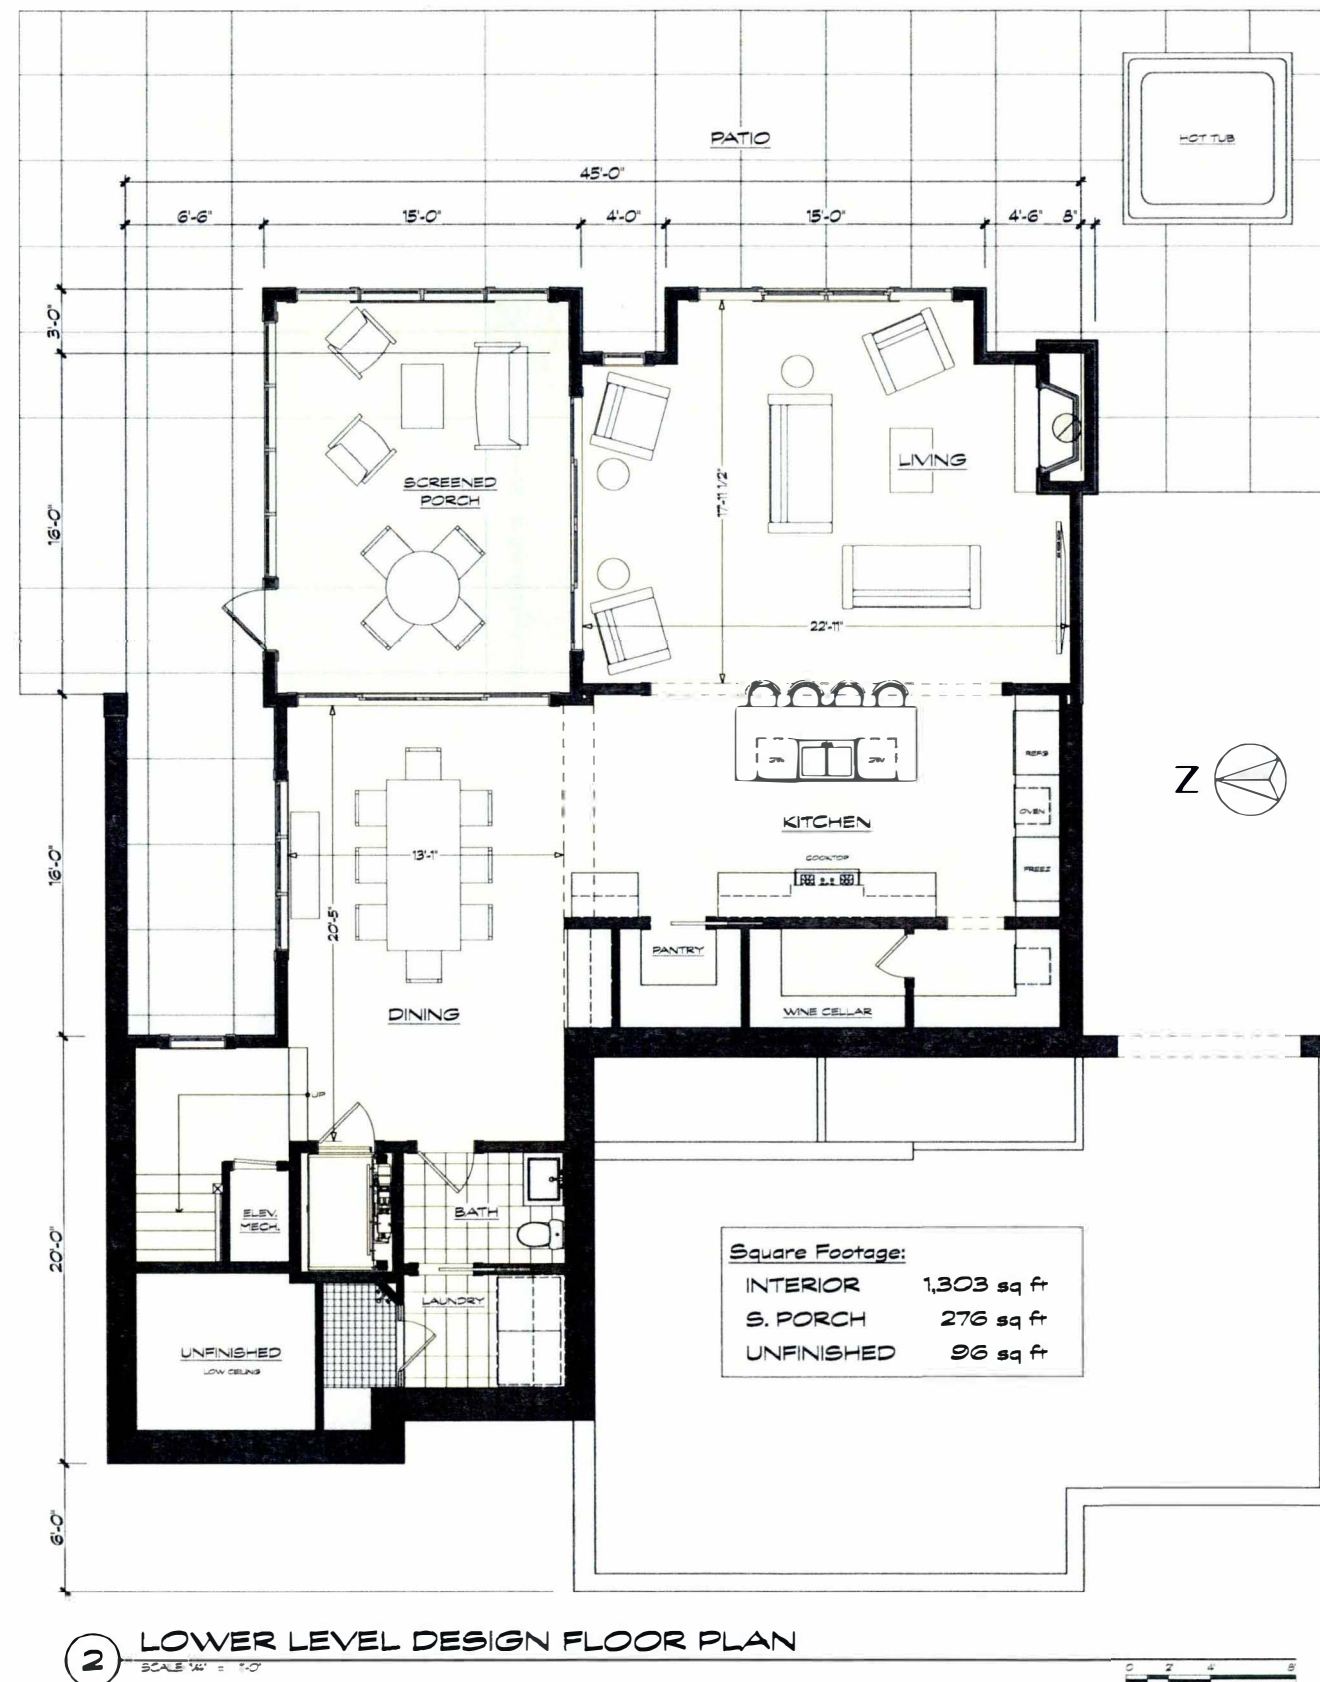 PATIO
HOT TUB
45'-0"
6'-6"
15'-0"
4'-0"
15'-0"
4'-6"
8"
3'-0"
16'-0"
16'-0"
20'-0"
6'-0"
SCREENED
PORCH
LIVING
17'-11 1/2"
22'-11"
REFG
OVEN
FREEZ
KITCHEN
COOKTOP
13'-1"
20'-5"
DINING
PANTRY
WINE CELLAR
UP
ELEV.
MECH.
BATH
LAUNDRY
UNFINISHED
LOW CEILING
Z
Square Footage:
INTERIOR 1,303 sq ft
S. PORCH 276 sq ft
UNFINISHED 96 sq ft
2
LOWER LEVEL DESIGN FLOOR PLAN
SCALE
0 2' 4' 8'